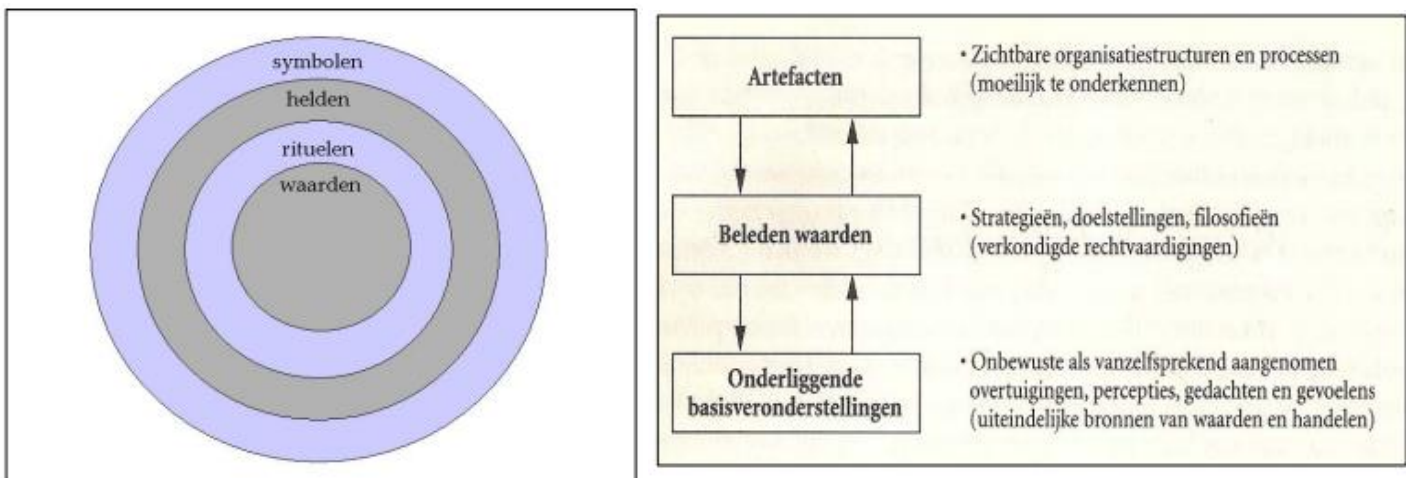 symbolen
helden
rituelen
waarden
Artefacten
• Zichtbare organisatiestructuren en processen
(moeilijk te onderkennen)
Beleden waarden
• Strategieën, doelstellingen, filosofieën
(verkondigde rechtvaardigingen)
Onderliggende
basisveronderstellingen
• Onbewuste als vanzelfsprekend aangenomen
overtuigingen, percepties, gedachten en gevoelens
(uiteindelijke bronnen van waarden en handelen)